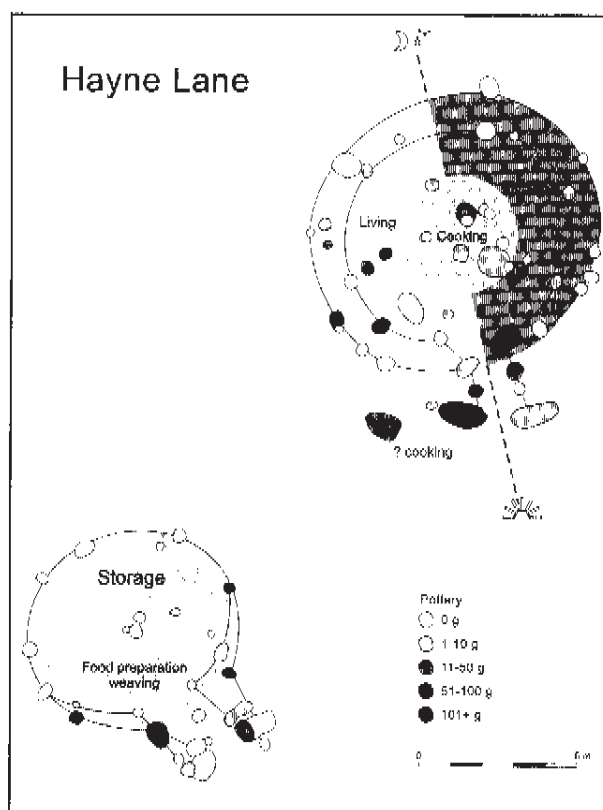 Hayne Lane
Living
Cooking
? cooking
Storage
Food preparation
weaving
Pottery
0 g
1-10 g
11-50 g
51-100 g
101+ g
0